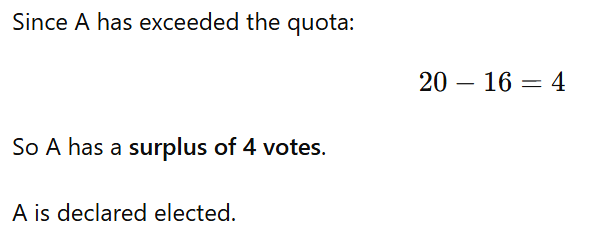 Since A has exceeded the quota:
20 − 16 = 4
So A has a surplus of 4 votes.
A is declared elected.